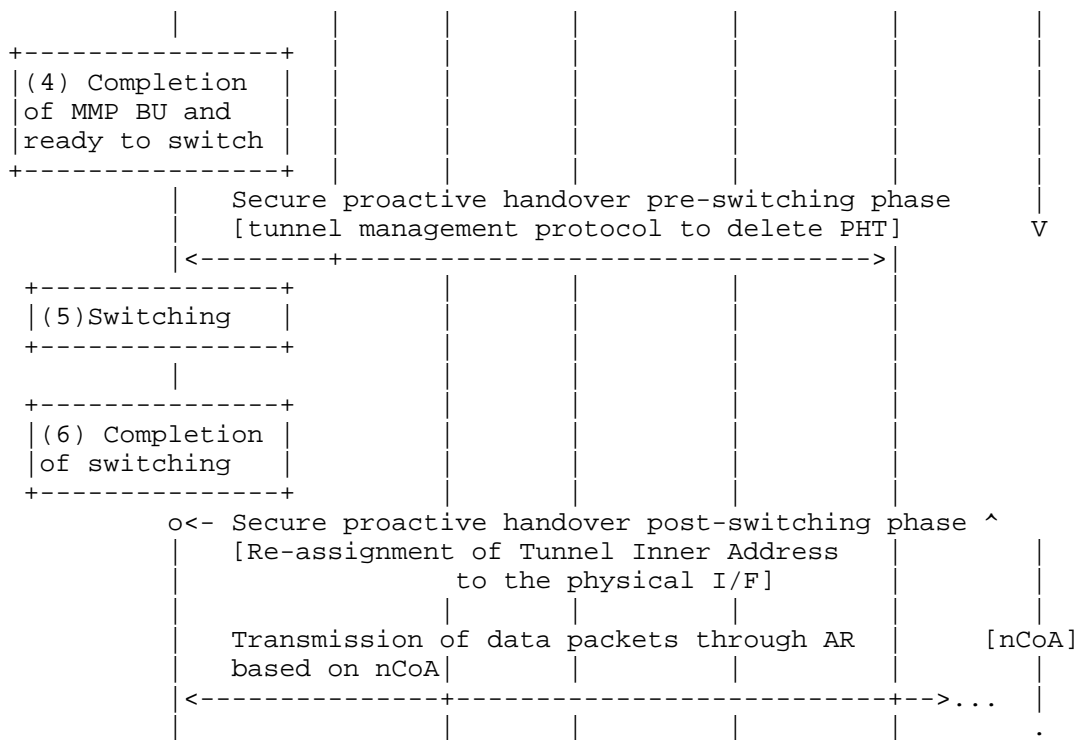 (4) Completion
of MMP BU and
ready to switch
Secure proactive handover pre-switching phase
[tunnel management protocol to delete PHT] V
(5)Switching
(6) Completion
of switching
o<- Secure proactive handover post-switching phase ^
[Re-assignment of Tunnel Inner Address
to the physical I/F]
Transmission of data packets through AR [nCoA]
based on nCoA